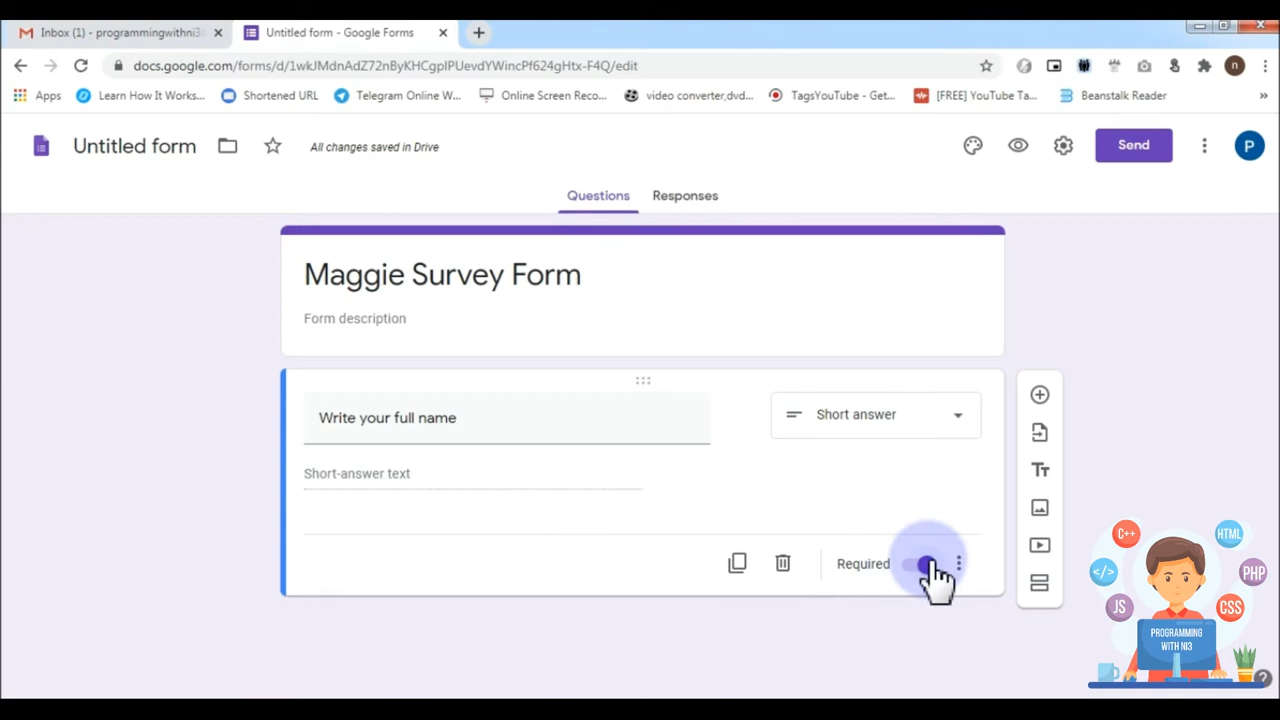 Inbox (1) - programmingwithni3
Untitled form - Google Forms
docs.google.com/forms/d/1wkJMdnAdZ72nByKHCgpIPUevdYWincPf624gHtx-F4Q/edit
n
Apps
Learn How It Works...
Shortened URL
Telegram Online W...
Online Screen Reco...
video converter,dvd...
TagsYouTube - Get...
[FREE] YouTube Ta...
Beanstalk Reader
»
Untitled form
All changes saved in Drive
Send
P
Questions
Responses
Maggie Survey Form
Form description
Write your full name
Short answer
Short-answer text
Required
Tт
C++
HTML
</>
PHP
JS
CSS
PROGRAMMING
WITH NI3
?